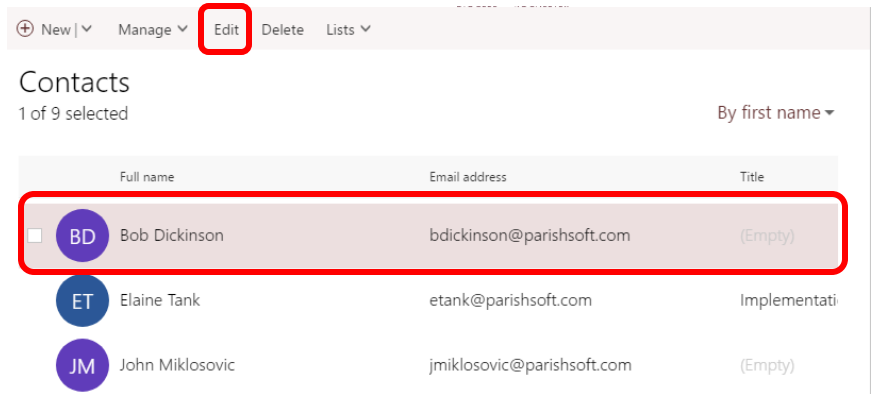 New | Manage Edit Delete Lists
Contacts
1 of 9 selected
By first name
Full name Email address Title
BD Bob Dickinson bdickinson@parishsoft.com (Empty)
ET Elaine Tank etank@parishsoft.com Implementati
JM John Miklosovic jmiklosovic@parishsoft.com (Empty)